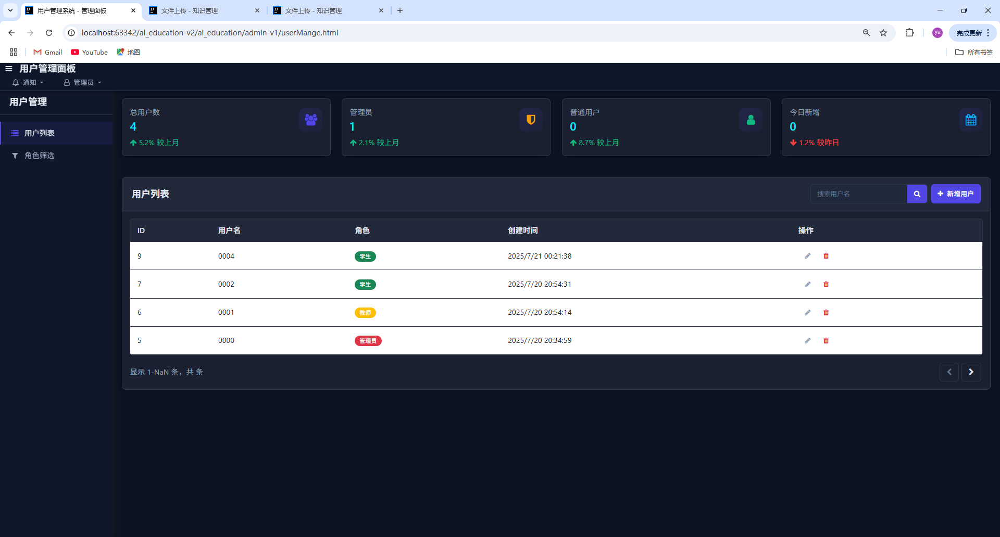 用户管理系统 - 管理面板
文件上传 - 知识管理
文件上传 - 知识管理
localhost:63342/ai_education-v2/ai_education/admin-v1/userMange.html
ya
完成更新
Gmail
YouTube
地图
所有书签
用户管理面板
通知
管理员
用户管理
用户列表
角色筛选
总用户数
4
5.2% 较上月
管理员
1
2.1% 较上月
普通用户
0
8.7% 较上月
今日新增
0
1.2% 较昨日
用户列表
搜索用户名
新增用户
ID 用户名 角色 创建时间 操作
9 0004 学生 2025/7/21 00:21:38
7 0002 学生 2025/7/20 20:54:31
6 0001 教师 2025/7/20 20:54:14
5 0000 管理员 2025/7/20 20:34:59
显示 1-NaN 条，共 条